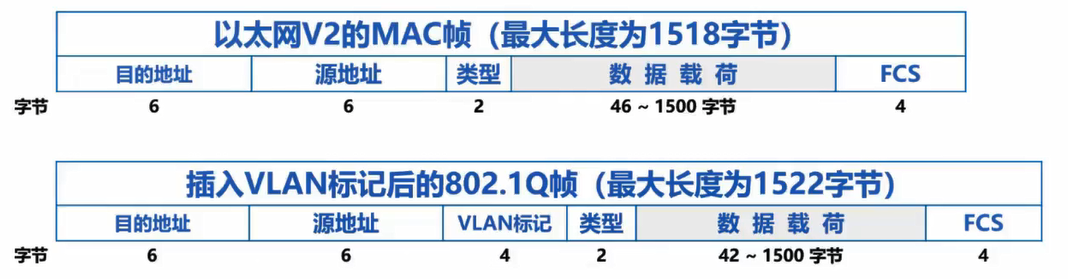 以太网V2的MAC帧（最大长度为1518字节）
目的地址 源地址 类型 数据载荷 FCS
字节 6 6 2 46 ~ 1500 字节 4
插入VLAN标记后的802.1Q帧（最大长度为1522字节）
目的地址 源地址 VLAN标记 类型 数据载荷 FCS
字节 6 6 4 2 42 ~ 1500 字节 4